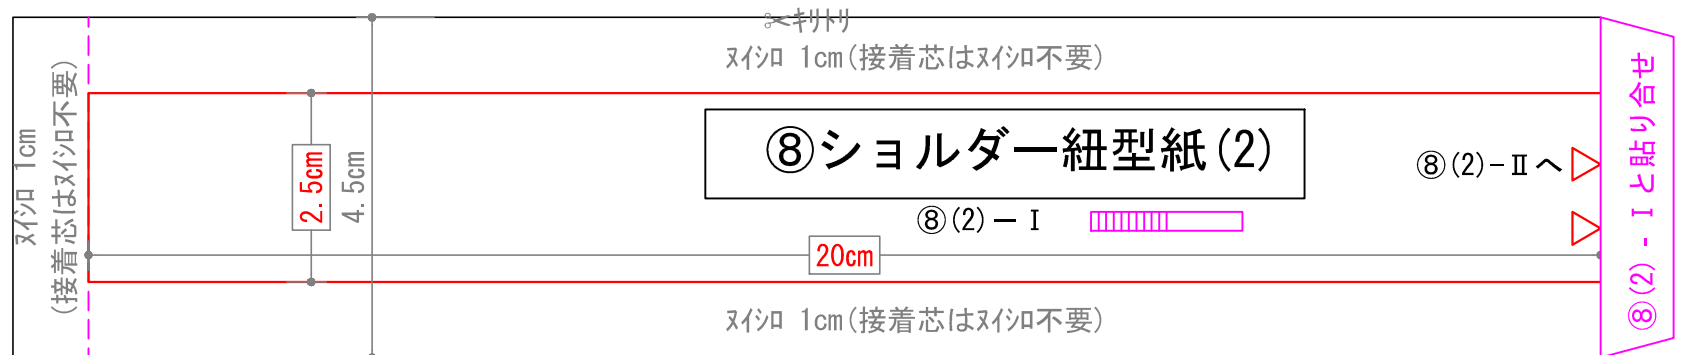 ✂キリトリ
ヌイシロ 1cm(接着芯はヌイシロ不要)
ヌイシロ 1cm
(接着芯はヌイシロ不要)
2.5cm
4.5cm
⑧ショルダー紐型紙(2)
⑧(2)-Ⅱへ
⑧(2)ー Ⅰ
20cm
⑧(2) - Ⅰと貼り合せ
ヌイシロ 1cm(接着芯はヌイシロ不要)